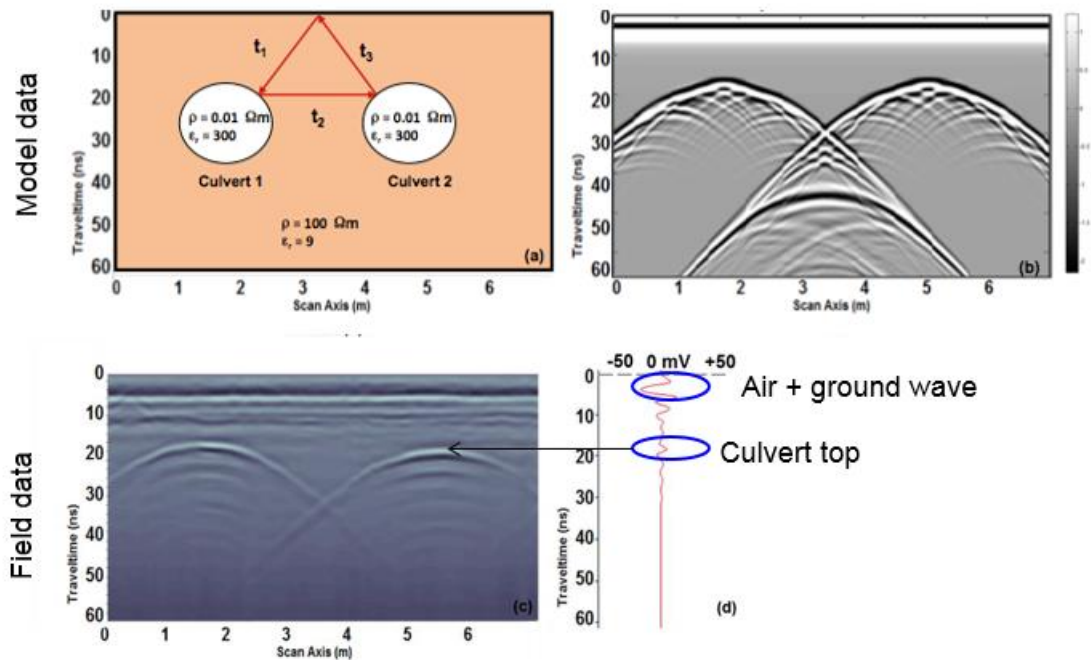 Model data
0
10
20
30
40
50
60
Traveltime (ns)
t₁
t₃
t₂
ρ = 0.01 Ωm
εᵣ = 300
ρ = 0.01 Ωm
εᵣ = 300
Culvert 1
Culvert 2
ρ = 100 Ωm
εᵣ = 9
(a)
0 1 2 3 4 5 6
Scan Axis (m)
0
10
20
30
40
50
60
Traveltime (ns)
(b)
0 1 2 3 4 5 6
Scan Axis (m)
Field data
0
10
20
30
40
50
60
Traveltime (ns)
(c)
0 1 2 3 4 5 6
Scan Axis (m)
-50 0 mV +50
0
10
20
30
40
50
60
Traveltime (ns)
Air + ground wave
Culvert top
(d)